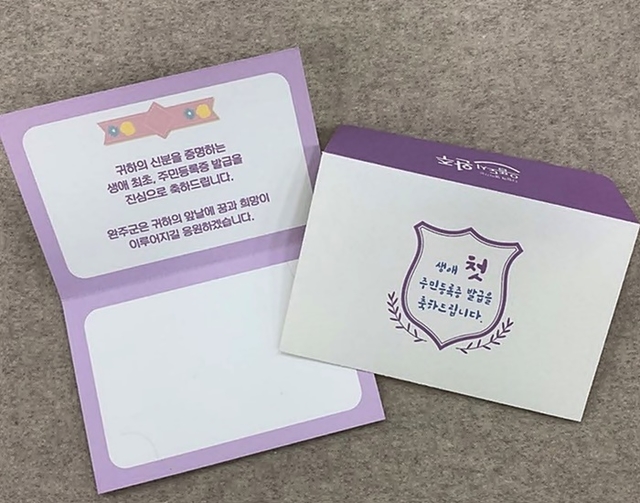 귀하의 신분을 증명하는
생애 최초, 주민등록증 발급을
진심으로 축하드립니다.
완주군은 귀하의 앞날에 꿈과 희망이
이루어지길 응원하겠습니다.
완주
생애 첫
주민등록증 발급을
축하드립니다.